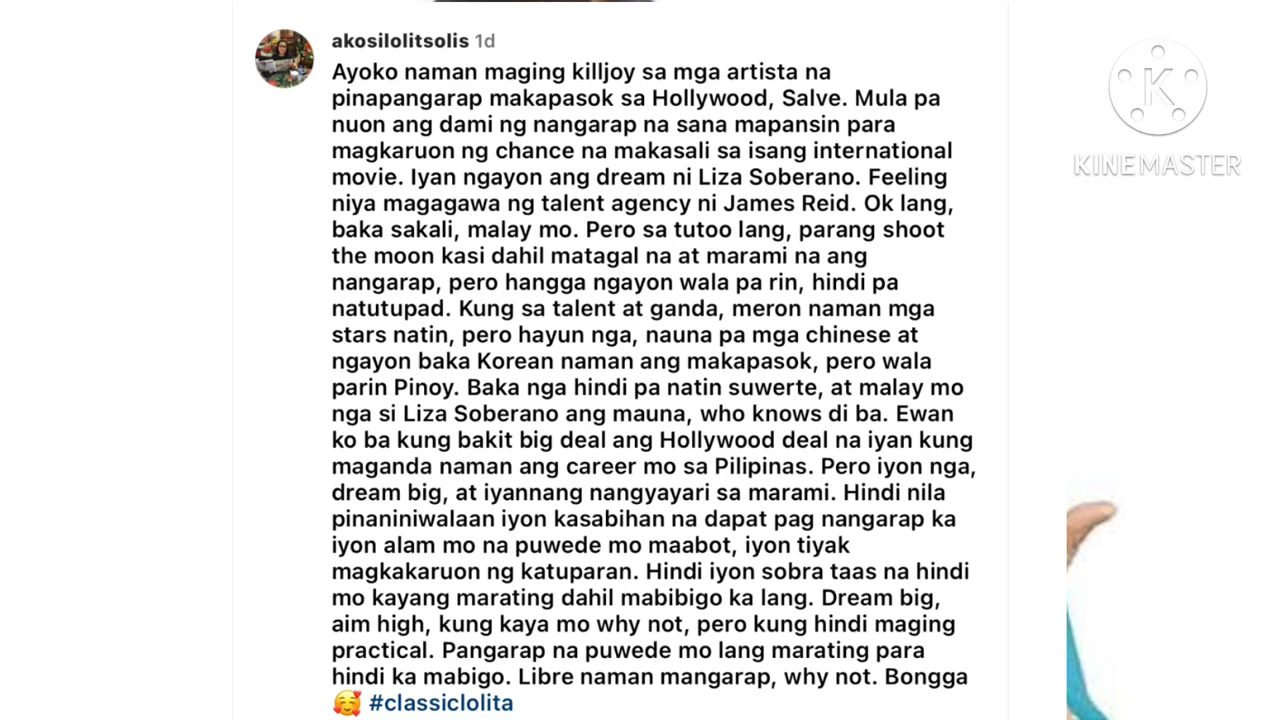 akosilolitsolis 1d
Ayoko naman maging killjoy sa mga artista na
pinapangarap makapasok sa Hollywood, Salve. Mula pa
nuon ang dami ng nangarap na sana mapansin para
magkaruon ng chance na makasali sa isang international
movie. Iyan ngayon ang dream ni Liza Soberano. Feeling
niya magagawa ng talent agency ni James Reid. Ok lang,
baka sakali, malay mo. Pero sa tutoo lang, parang shoot
the moon kasi dahil matagal na at marami na ang
nangarap, pero hangga ngayon wala pa rin, hindi pa
natutupad. Kung sa talent at ganda, meron naman mga
stars natin, pero hayun nga, nauna pa mga chinese at
ngayon baka Korean naman ang makapasok, pero wala
parin Pinoy. Baka nga hindi pa natin suwerte, at malay mo
nga si Liza Soberano ang mauna, who knows di ba. Ewan
ko ba kung bakit big deal ang Hollywood deal na iyan kung
maganda naman ang career mo sa Pilipinas. Pero iyon nga,
dream big, at iyannang nangyayari sa marami. Hindi nila
pinaniniwalaan iyon kasabihan na dapat pag nangarap ka
iyon alam mo na puwede mo maabot, iyon tiyak
magkakaruon ng katuparan. Hindi iyon sobra taas na hindi
mo kayang marating dahil mabibigo ka lang. Dream big,
aim high, kung kaya mo why not, pero kung hindi maging
practical. Pangarap na puwede mo lang marating para
hindi ka mabigo. Libre naman mangarap, why not. Bongga
🥰 #classiclolita
K
KINEMASTER